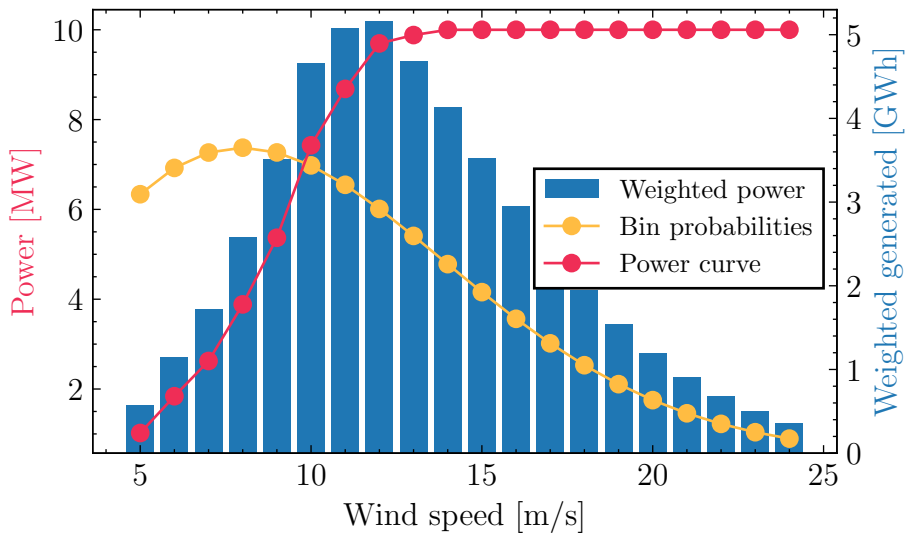 Power [MW]
10
8
6
4
2
5
10
15
20
25
Wind speed [m/s]
5
4
3
2
1
0
Weighted generated [GWh]
Weighted power
Bin probabilities
Power curve